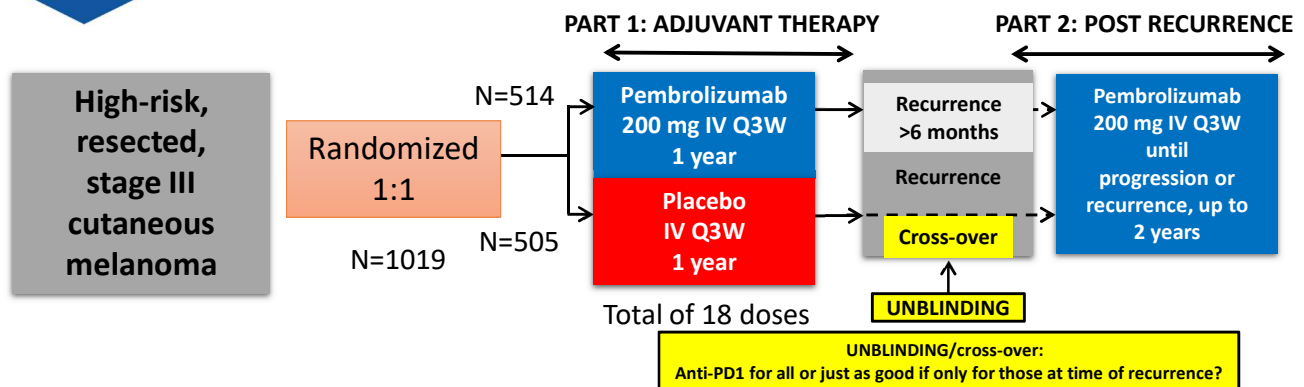 PART 1: ADJUVANT THERAPY
PART 2: POST RECURRENCE
High-risk,
resected,
stage III
cutaneous
melanoma
Randomized
1:1
N=1019
N=514
N=505
Pembrolizumab
200 mg IV Q3W
1 year
Placebo
IV Q3W
1 year
Total of 18 doses
Recurrence
>6 months
Recurrence
Cross-over
UNBLINDING
Pembrolizumab
200 mg IV Q3W
until
progression or
recurrence, up to
2 years
UNBLINDING/cross-over:
Anti-PD1 for all or just as good if only for those at time of recurrence?